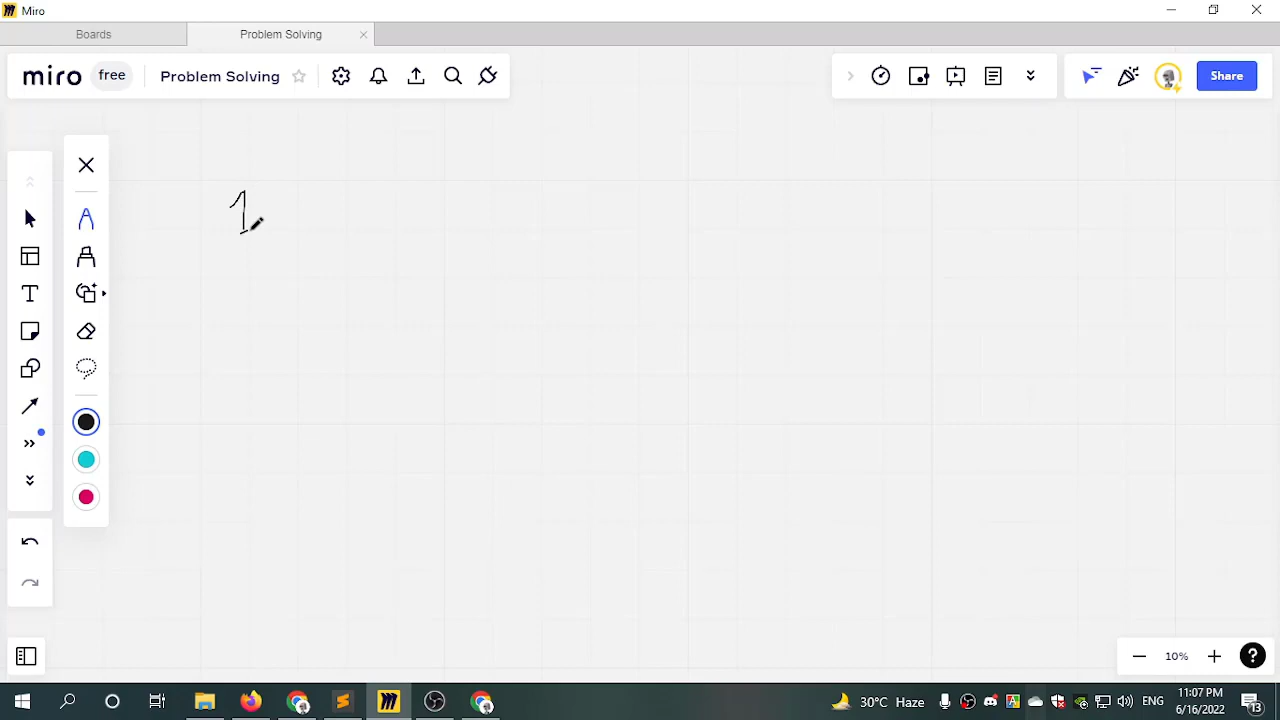 Miro
Boards
Problem Solving
miro free Problem Solving
Share
1
10%
30°C Haze
ENG
11:07 PM
6/16/2022
13